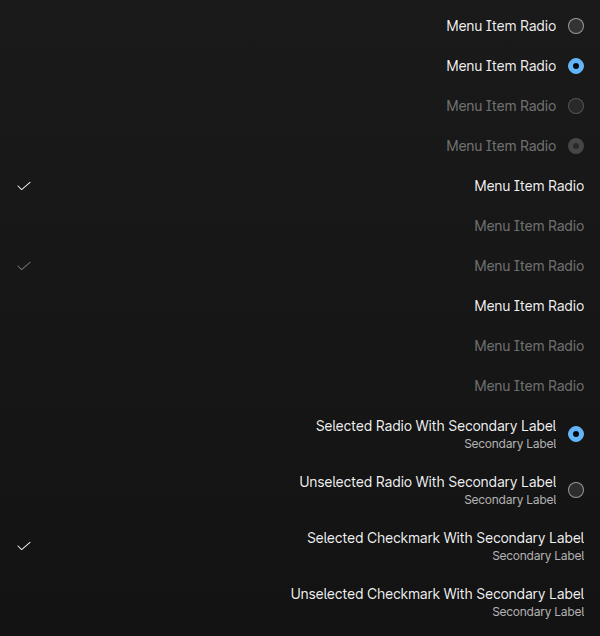 Menu Item Radio
Menu Item Radio
Menu Item Radio
Menu Item Radio
Menu Item Radio
Menu Item Radio
Menu Item Radio
Menu Item Radio
Menu Item Radio
Menu Item Radio
Selected Radio With Secondary Label
Secondary Label
Unselected Radio With Secondary Label
Secondary Label
Selected Checkmark With Secondary Label
Secondary Label
Unselected Checkmark With Secondary Label
Secondary Label